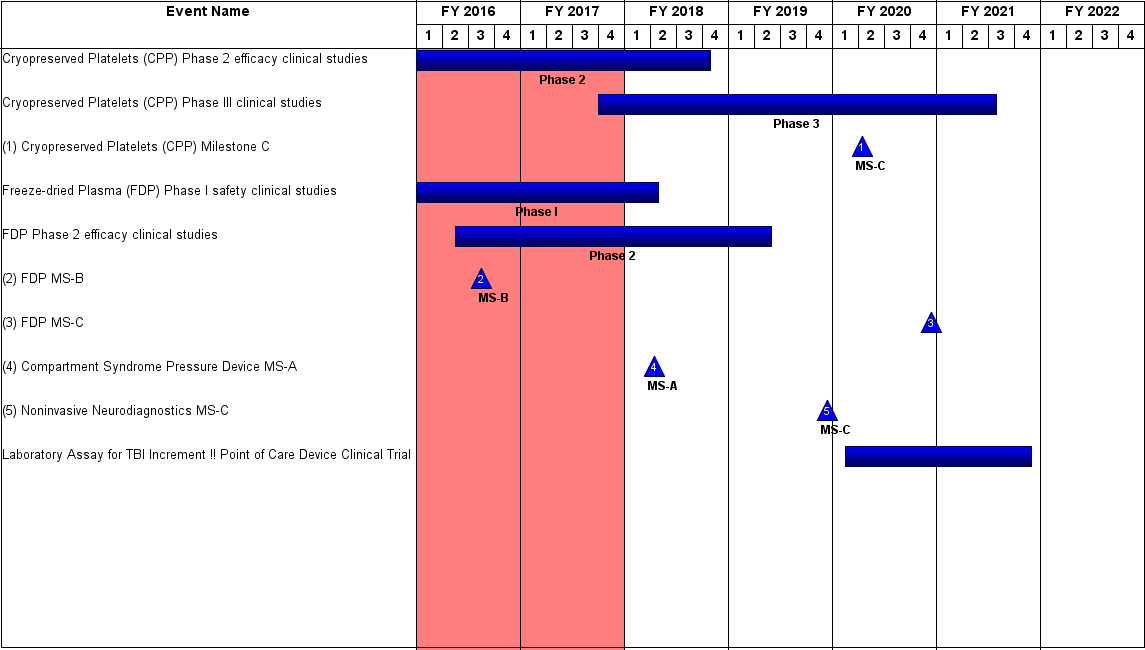 Event Name FY 2016 FY 2017 FY 2018 FY 2019 FY 2020 FY 2021 FY 2022
1 2 3 4 1 2 3 4 1 2 3 4 1 2 3 4 1 2 3 4 1 2 3 4 1 2 3 4
Cryopreserved Platelets (CPP) Phase 2 efficacy clinical studies
Phase 2
Cryopreserved Platelets (CPP) Phase III clinical studies
Phase 3
(1) Cryopreserved Platelets (CPP) Milestone C 1
MS-C
Freeze-dried Plasma (FDP) Phase I safety clinical studies
Phase I
FDP Phase 2 efficacy clinical studies
Phase 2
(2) FDP MS-B 2
MS-B
(3) FDP MS-C 3
(4) Compartment Syndrome Pressure Device MS-A 4
MS-A
(5) Noninvasive Neurodiagnostics MS-C 5
MS-C
Laboratory Assay for TBI Increment !! Point of Care Device Clinical Trial